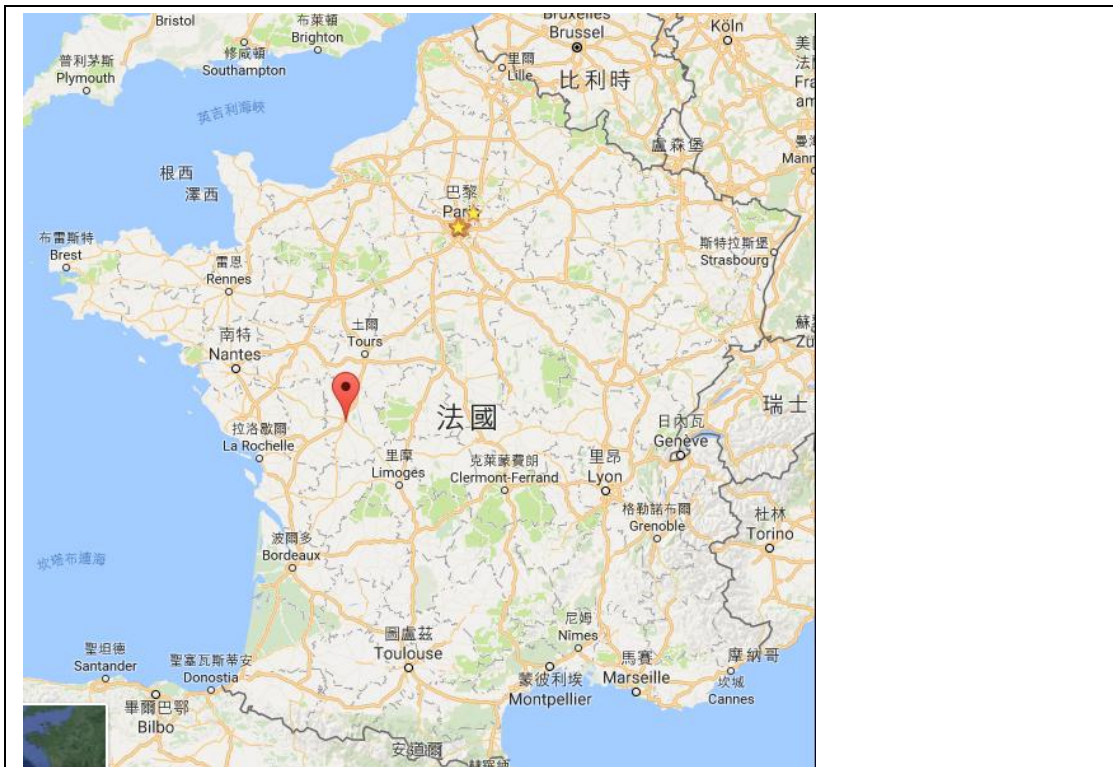 Bristol
布萊頓
Brighton
Bruxelles
Brussel
Köln
普利茅斯
Plymouth
修咸頓
Southampton
里爾
Lille
比利時
英吉利海峽
盧森堡
根西
澤西
巴黎
Paris
布雷斯特
Brest
雷恩
Rennes
斯特拉斯堡
Strasbourg
南特
Nantes
土爾
Tours
法國
瑞士
拉洛歇爾
La Rochelle
日內瓦
Genève
里摩
Limoges
克萊蒙費朗
Clermont-Ferrand
里昂
Lyon
格勒諾布爾
Grenoble
杜林
Torino
波爾多
Bordeaux
坎塔布連海
尼姆
Nîmes
圖盧茲
Toulouse
聖坦德
Santander
聖塞瓦斯蒂安
Donostia
蒙彼利埃
Montpellier
馬賽
Marseille
摩納哥
坎城
Cannes
畢爾巴鄂
Bilbo
安道爾